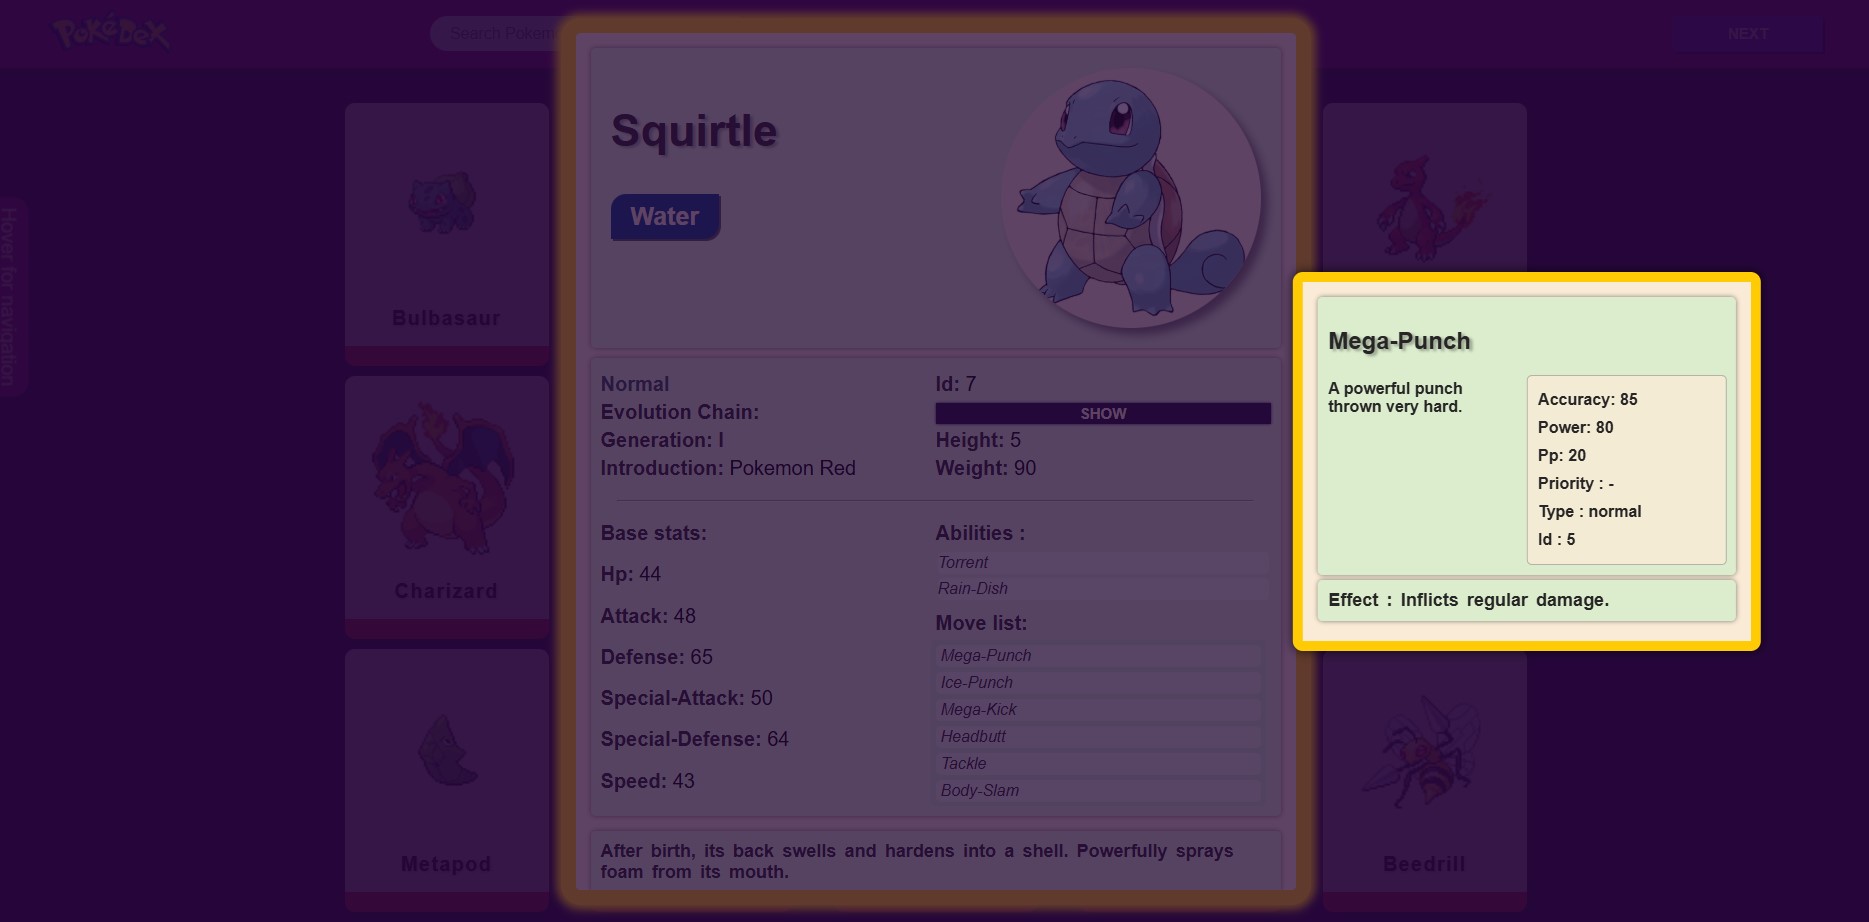 PokéDex
Search Pokem
NEXT
Hover for navigation
Bulbasaur
Charizard
Metapod
Beedrill
Squirtle
Water
Normal
Id: 7
Evolution Chain:
SHOW
Generation: I
Height: 5
Introduction: Pokemon Red
Weight: 90
Base stats:
Hp: 44
Attack: 48
Defense: 65
Special-Attack: 50
Special-Defense: 64
Speed: 43
Abilities :
Torrent
Rain-Dish
Move list:
Mega-Punch
Ice-Punch
Mega-Kick
Headbutt
Tackle
Body-Slam
After birth, its back swells and hardens into a shell. Powerfully sprays
foam from its mouth.
Mega-Punch
A powerful punch
thrown very hard.
Accuracy: 85
Power: 80
Pp: 20
Priority : -
Type : normal
Id : 5
Effect : Inflicts regular damage.